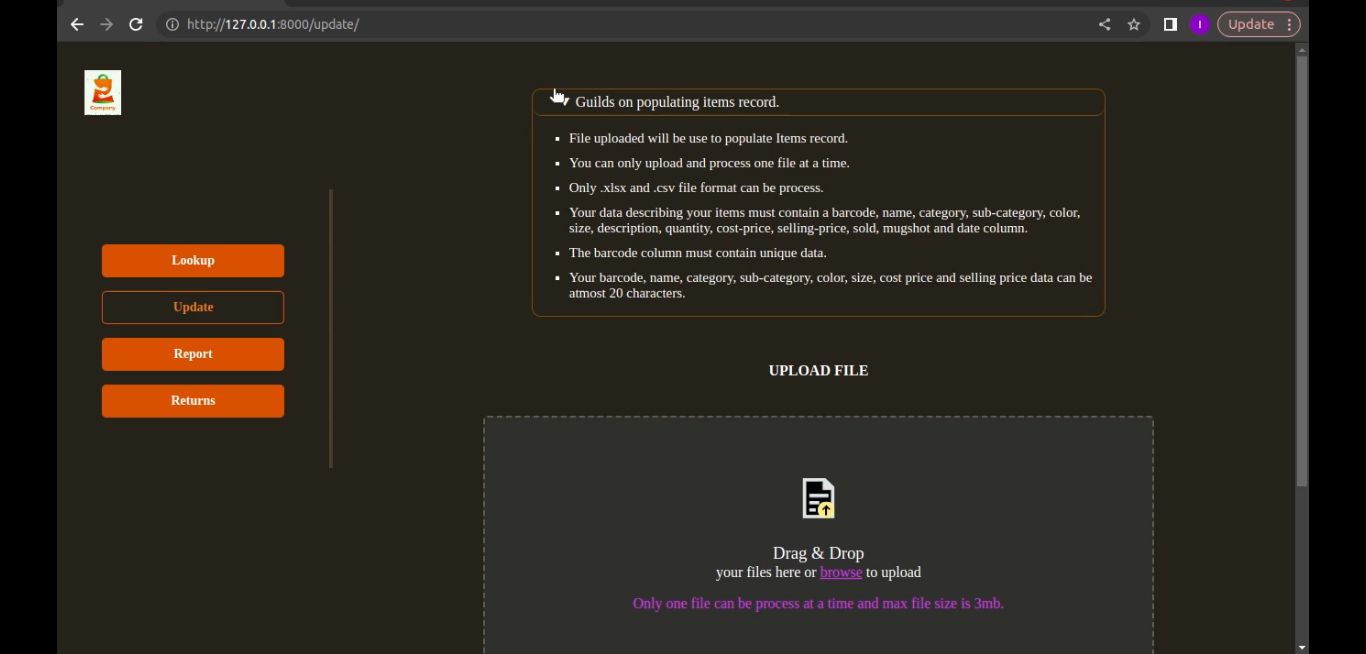 http://127.0.0.1:8000/update/
I
Update
Company
Guilds on populating items record.
File uploaded will be use to populate Items record.
You can only upload and process one file at a time.
Only .xlsx and .csv file format can be process.
Your data describing your items must contain a barcode, name, category, sub-category, color,
size, description, quantity, cost-price, selling-price, sold, mugshot and date column.
The barcode column must contain unique data.
Your barcode, name, category, sub-category, color, size, cost price and selling price data can be
atmost 20 characters.
Lookup
Update
Report
Returns
UPLOAD FILE
Drag & Drop
your files here or browse to upload
Only one file can be process at a time and max file size is 3mb.